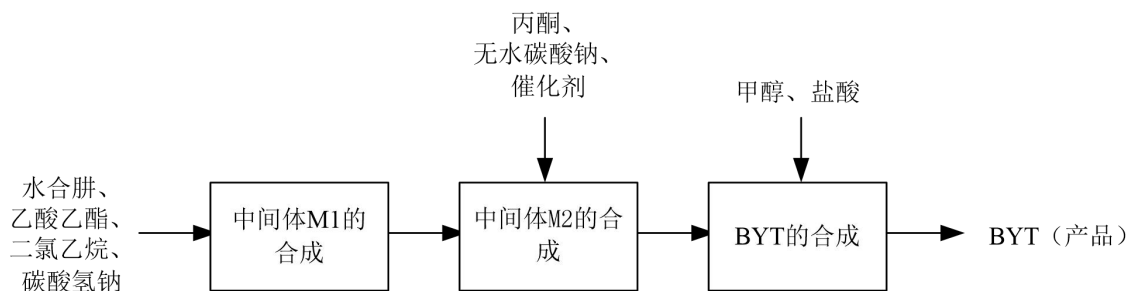 丙酮、
无水碳酸钠、
催化剂
甲醇、盐酸
水合肼、
乙酸乙酯、
二氯乙烷、
碳酸氢钠
中间体M1的
合成
中间体M2的合
成
BYT的合成
BYT（产品）